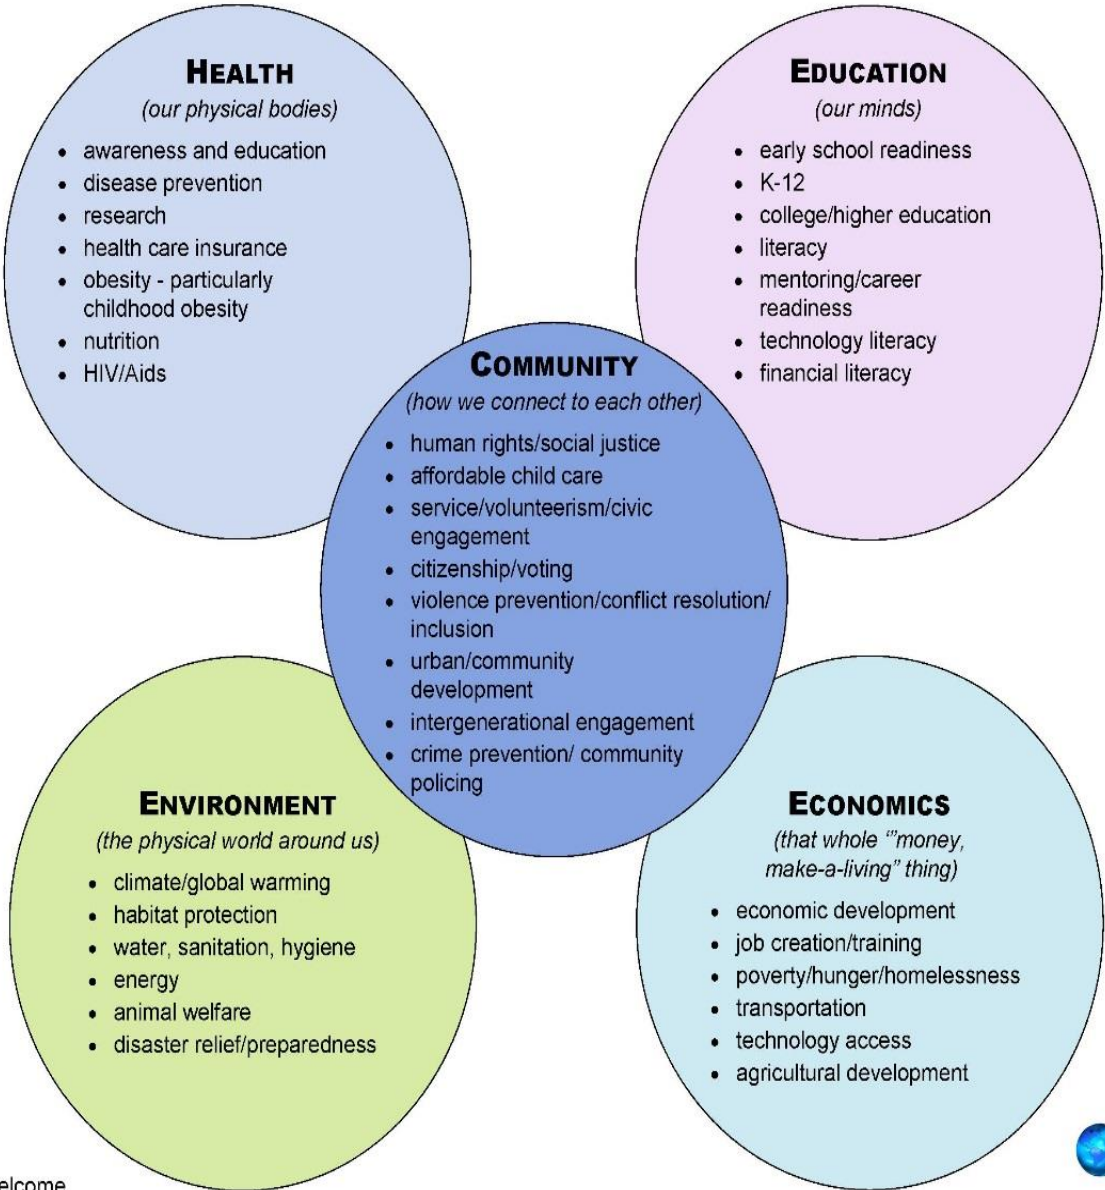 HEALTH
(our physical bodies)
• awareness and education
• disease prevention
• research
• health care insurance
• obesity - particularly
childhood obesity
• nutrition
• HIV/Aids
EDUCATION
(our minds)
• early school readiness
• K-12
• college/higher education
• literacy
• mentoring/career
readiness
• technology literacy
• financial literacy
COMMUNITY
(how we connect to each other)
• human rights/social justice
• affordable child care
• service/volunteerism/civic
engagement
• citizenship/voting
• violence prevention/conflict resolution/
inclusion
• urban/community
development
• intergenerational engagement
• crime prevention/ community
policing
ENVIRONMENT
(the physical world around us)
• climate/global warming
• habitat protection
• water, sanitation, hygiene
• energy
• animal welfare
• disaster relief/preparedness
ECONOMICS
(that whole “”money,
make-a-living” thing)
• economic development
• job creation/training
• poverty/hunger/homelessness
• transportation
• technology access
• agricultural development
elcome